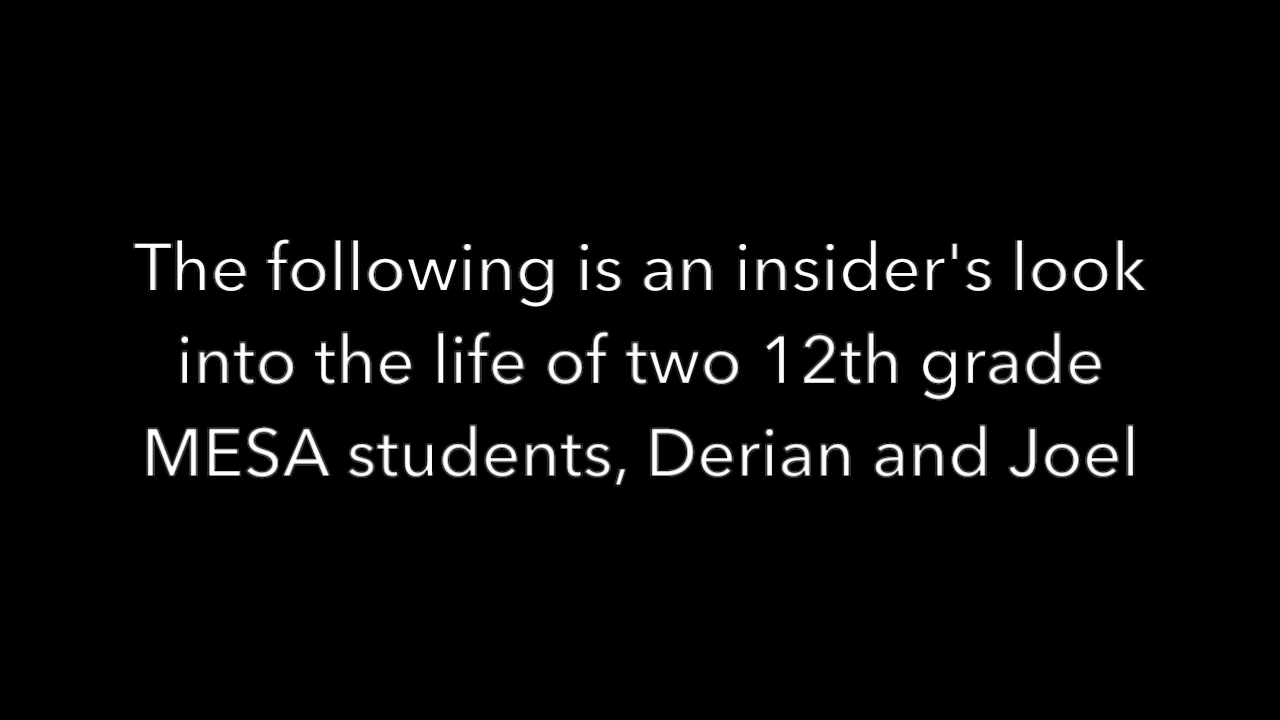 The following is an insider's look
into the life of two 12th grade
MESA students, Derian and Joel